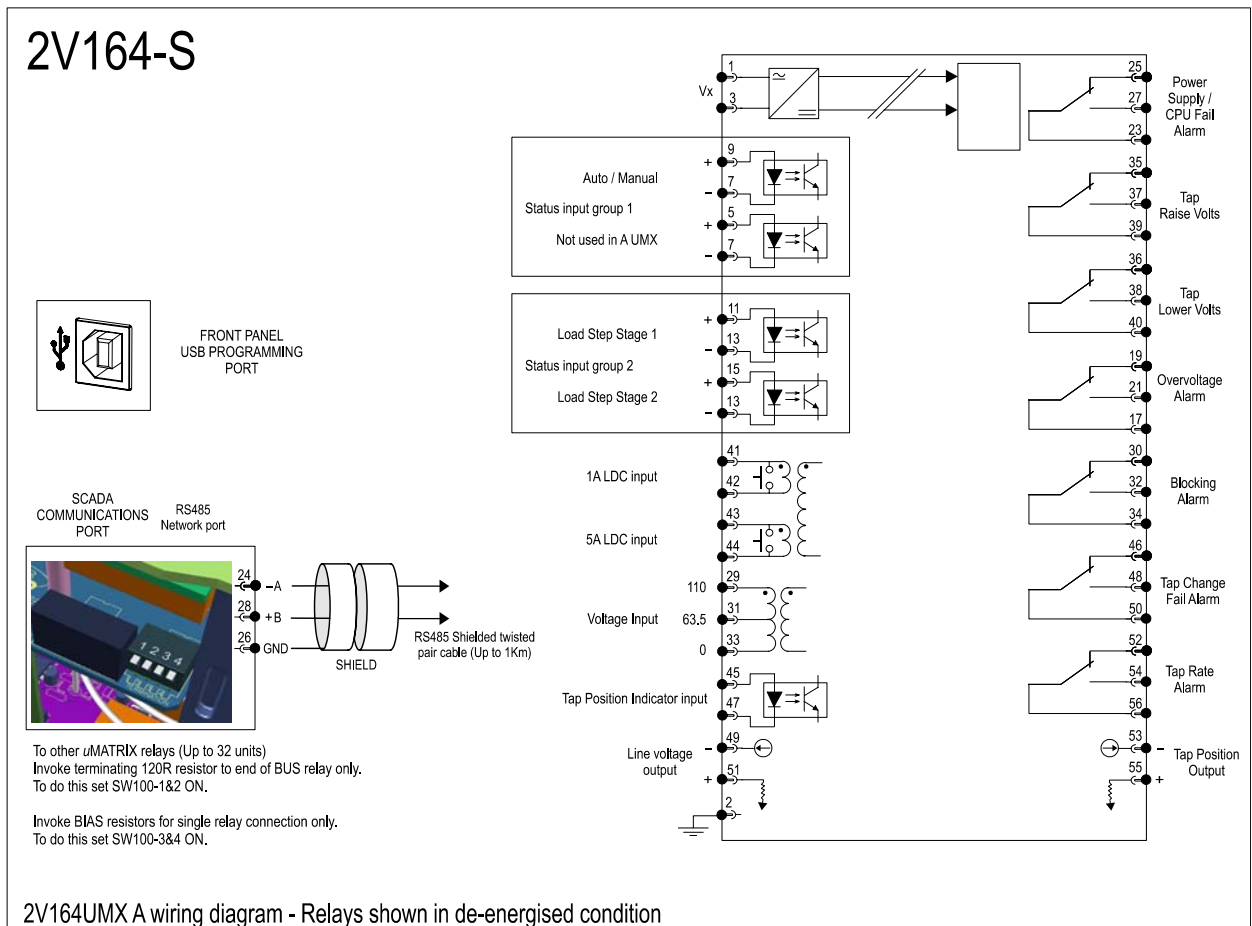 2V164-S
Vx
1
3
9
+
Auto / Manual
7
−
Status input group 1
5
+
Not used in A UMX
7
−
11
+
Load Step Stage 1
13
−
Status input group 2
15
+
Load Step Stage 2
13
−
41
1A LDC input
42
43
5A LDC input
44
29
110
Voltage Input
31
63.5
33
0
45
Tap Position Indicator input
47
Line voltage
output
−
49
+
51
2
25
27
23
Power
Supply /
CPU Fail
Alarm
35
37
39
Tap
Raise Volts
36
38
40
Tap
Lower Volts
19
21
17
Overvoltage
Alarm
30
32
34
Blocking
Alarm
46
48
50
Tap Change
Fail Alarm
52
54
56
Tap Rate
Alarm
53
−
55
+
Tap Position
Output
FRONT PANEL
USB PROGRAMMING
PORT
SCADA
COMMUNICATIONS
PORT
RS485
Network port
1 2 3 4
24
−A
28
+B
26
GND
SHIELD
RS485 Shielded twisted
pair cable (Up to 1Km)
To other uMATRIX relays (Up to 32 units)
Invoke terminating 120R resistor to end of BUS relay only.
To do this set SW100-1&2 ON.
Invoke BIAS resistors for single relay connection only.
To do this set SW100-3&4 ON.
2V164UMX A wiring diagram - Relays shown in de-energised condition